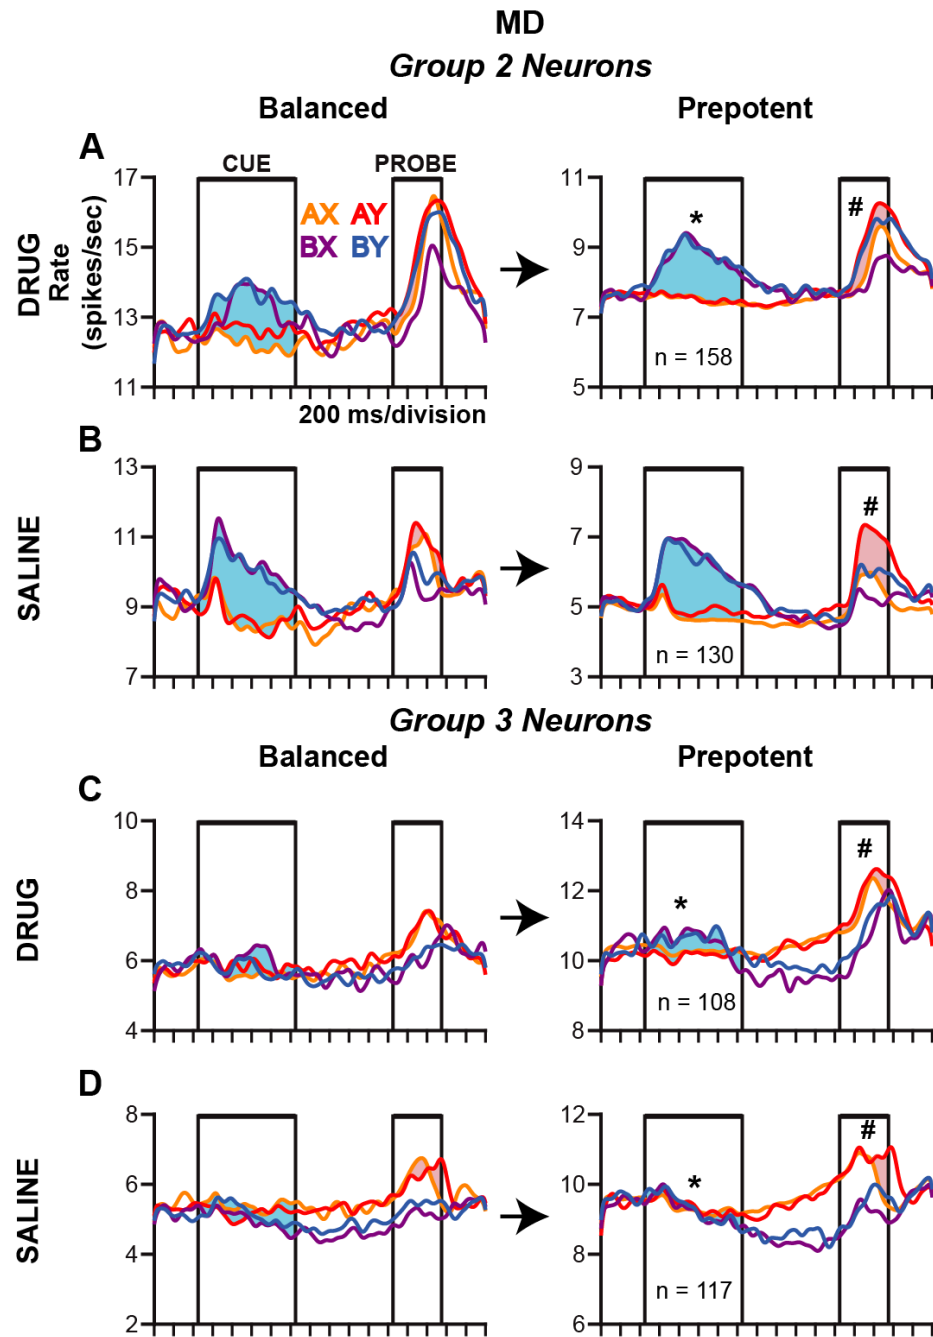 MD
Group 2 Neurons
Balanced Prepotent
A
CUE PROBE
AX AY
BX BY
DRUG
Rate
(spikes/sec)
17
15
13
11
200 ms/division
11
9
7
5
*
#
n = 158
B
SALINE
13
11
9
7
9
7
5
3
#
n = 130
Group 3 Neurons
Balanced Prepotent
C
DRUG
10
8
6
4
14
12
10
8
*
#
n = 108
D
SALINE
8
6
4
2
12
10
8
6
*
#
n = 117